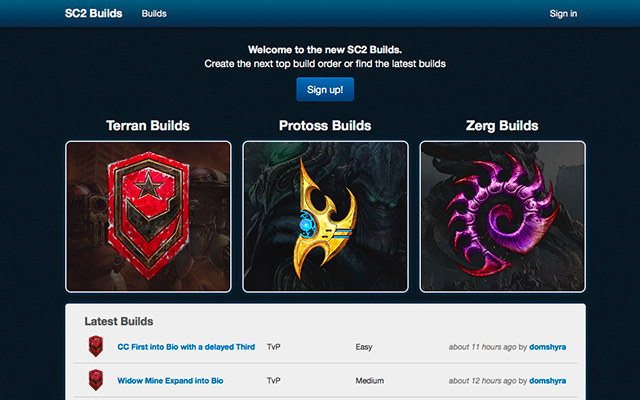 SC2 Builds Builds Sign in
Welcome to the new SC2 Builds.
Create the next top build order or find the latest builds
Sign up!
Terran Builds Protoss Builds Zerg Builds
Latest Builds
CC First into Bio with a delayed Third TvP Easy about 11 hours ago by domshyra
Widow Mine Expand into Bio TvP Medium about 12 hours ago by domshyra